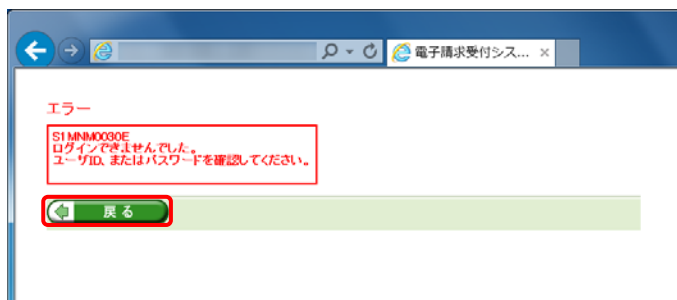 電子請求受付シス...
エラー
S1MNM0030E
ログインできませんでした。
ユーザID、またはパスワードを確認してください。
戻る